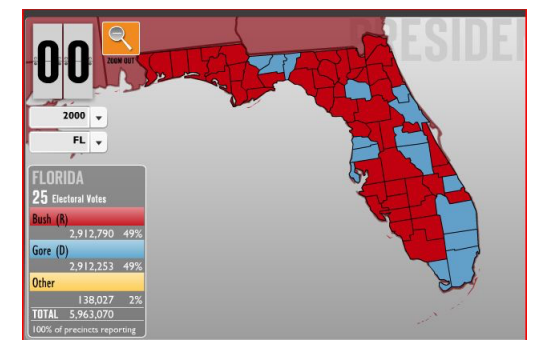 PRESIDE
00
ZOOM OUT
2000
FL
FLORIDA
25 Electoral Votes
Bush (R)
2,912,790 49%
Gore (D)
2,912,253 49%
Other
138,027 2%
TOTAL 5,963,070
100% of precincts reporting